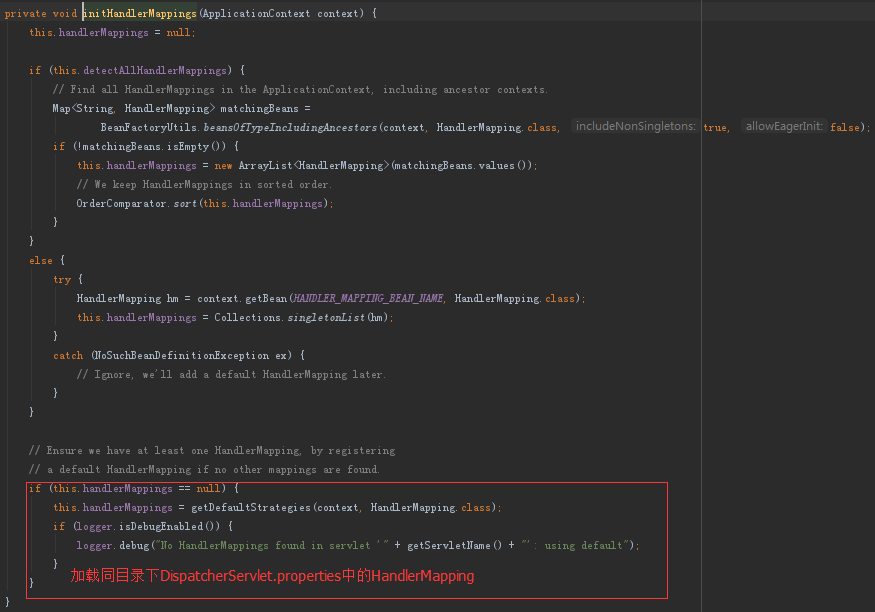 private void initHandlerMappings(ApplicationContext context) {
this.handlerMappings = null;
if (this.detectAllHandlerMappings) {
// Find all HandlerMappings in the ApplicationContext, including ancestor contexts.
Map<String, HandlerMapping> matchingBeans =
BeanFactoryUtils.beansOfTypeIncludingAncestors(context, HandlerMapping.class, includeNonSingletons: true, allowEagerInit: false);
if (!matchingBeans.isEmpty()) {
this.handlerMappings = new ArrayList<HandlerMapping>(matchingBeans.values());
// We keep HandlerMappings in sorted order.
OrderComparator.sort(this.handlerMappings);
}
}
else {
try {
HandlerMapping hm = context.getBean(HANDLER_MAPPING_BEAN_NAME, HandlerMapping.class);
this.handlerMappings = Collections.singletonList(hm);
}
catch (NoSuchBeanDefinitionException ex) {
// Ignore, we'll add a default HandlerMapping later.
}
}
// Ensure we have at least one HandlerMapping, by registering
// a default HandlerMapping if no other mappings are found.
if (this.handlerMappings == null) {
this.handlerMappings = getDefaultStrategies(context, HandlerMapping.class);
if (logger.isDebugEnabled()) {
logger.debug("No HandlerMappings found in servlet '" + getServletName() + "': using default");
}
加载同目录下DispatcherServlet.properties中的HandlerMapping
}
}